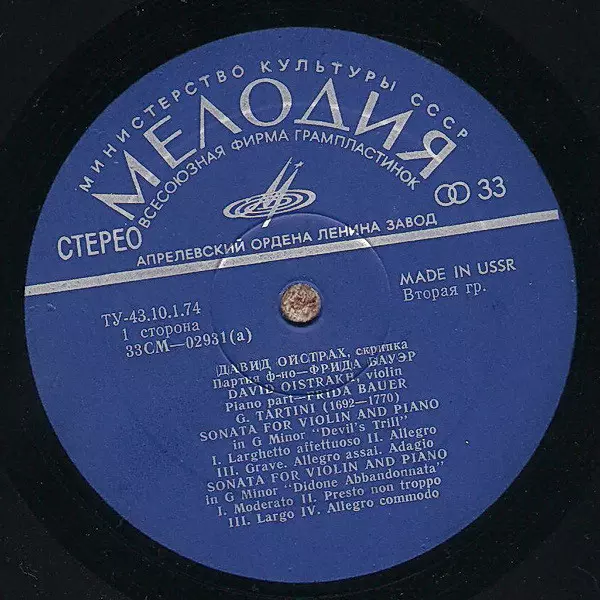 МИНИСТЕРСТВО КУЛЬТУРЫ СССР
МЕЛОДИЯ
ВСЕСОЮЗНАЯ ФИРМА ГРАМПЛАСТИНОК
33
СТЕРЕО
АПРЕЛЕВСКИЙ ОРДЕНА ЛЕНИНА ЗАВОД
MADE IN USSR
Вторая гр.
ТУ-43.10.1.74
1 сторона
33СМ—02931(а)
ДАВИД ОЙСТРАХ, скрипка
Партия ф-но—ФРИДА БАУЭР
DAVID OISTRAKH, violin
Piano part—FRIDA BAUER
G. TARTINI (1692—1770)
SONATA FOR VIOLIN AND PIANO
in G Minor "Devil's Trill"
I. Larghetto affettuoso II. Allegro
III. Grave. Allegro assai. Adagio
SONATA FOR VIOLIN AND PIANO
in G Minor "Didone Abbandonnata"
I. Moderato II. Presto non troppo
III. Largo IV. Allegro commodo